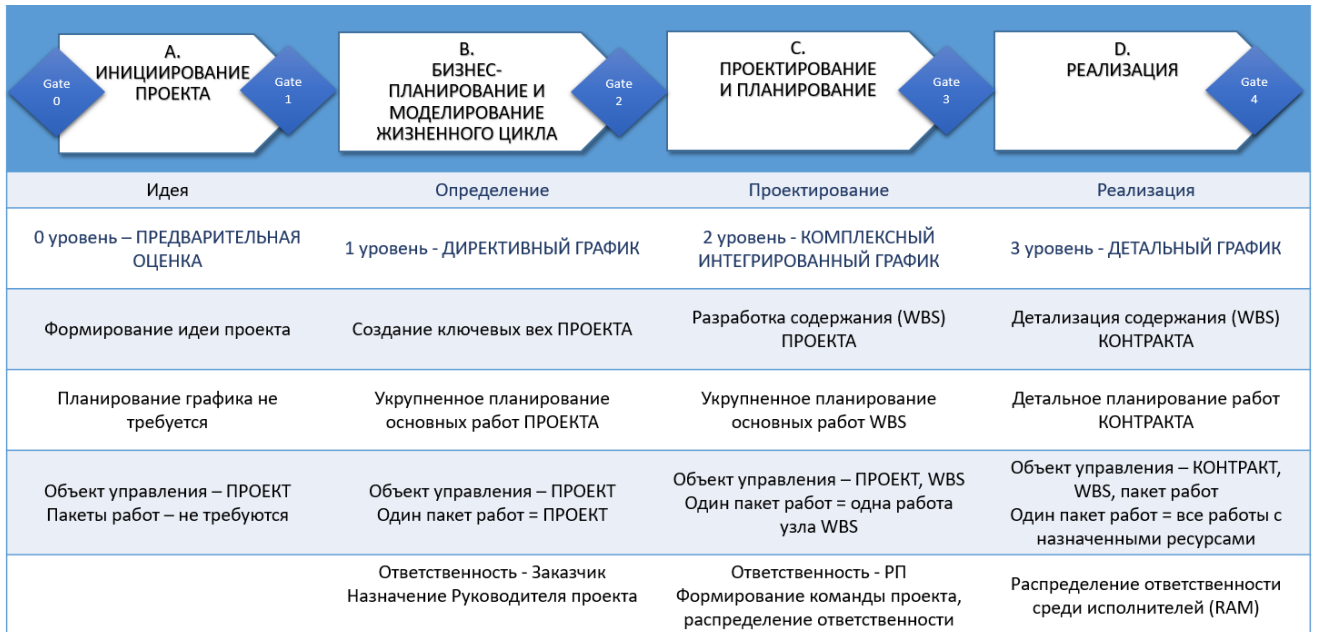 Gate
0
A.
ИНИЦИИРОВАНИЕ
ПРОЕКТА
Gate
1
B.
БИЗНЕС-
ПЛАНИРОВАНИЕ И
МОДЕЛИРОВАНИЕ
ЖИЗНЕННОГО ЦИКЛА
Gate
2
C.
ПРОЕКТИРОВАНИЕ
И ПЛАНИРОВАНИЕ
Gate
3
D.
РЕАЛИЗАЦИЯ
Gate
4
Идея
Определение
Проектирование
Реализация
0 уровень – ПРЕДВАРИТЕЛЬНАЯ
ОЦЕНКА
1 уровень - ДИРЕКТИВНЫЙ ГРАФИК
2 уровень - КОМПЛЕКСНЫЙ
ИНТЕГРИРОВАННЫЙ ГРАФИК
3 уровень - ДЕТАЛЬНЫЙ ГРАФИК
Формирование идеи проекта
Создание ключевых вех ПРОЕКТА
Разработка содержания (WBS)
ПРОЕКТА
Детализация содержания (WBS)
КОНТРАКТА
Планирование графика не
требуется
Укрупненное планирование
основных работ ПРОЕКТА
Укрупненное планирование
основных работ WBS
Детальное планирование работ
КОНТРАКТА
Объект управления – ПРОЕКТ
Пакеты работ – не требуются
Объект управления – ПРОЕКТ
Один пакет работ = ПРОЕКТ
Объект управления – ПРОЕКТ, WBS
Один пакет работ = одна работа
узла WBS
Объект управления – КОНТРАКТ,
WBS, пакет работ
Один пакет работ = все работы с
назначенными ресурсами
Ответственность - Заказчик
Назначение Руководителя проекта
Ответственность - РП
Формирование команды проекта,
распределение ответственности
Распределение ответственности
среди исполнителей (RAM)